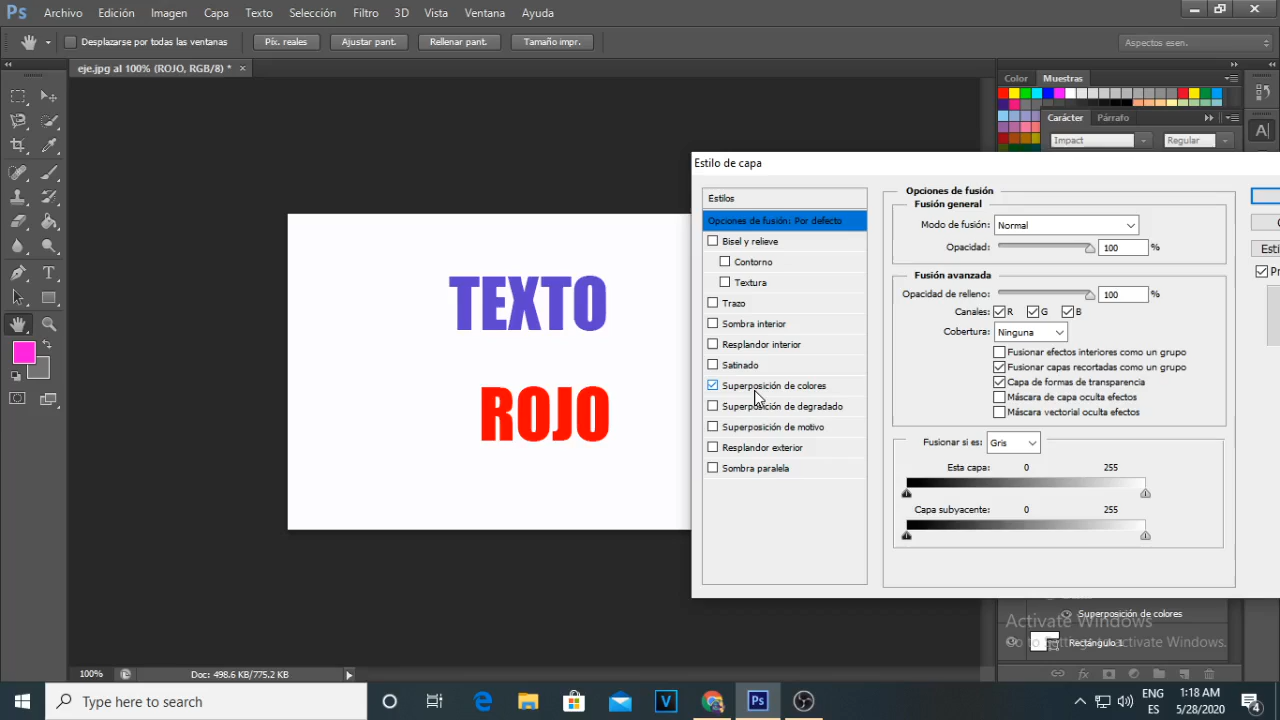 Ps Archivo Edición Imagen Capa Texto Selección Filtro 3D Vista Ventana Ayuda
Desplazarse por todas las ventanas Píx. reales Ajustar pant. Rellenar pant. Tamaño impr. Aspectos esen.
eje.jpg al 100% (ROJO, RGB/8) *
Color Muestras
Carácter Párrafo
Impact Regular
Estilo de capa
Estilos
Opciones de fusión: Por defecto
Bisel y relieve
Contorno
Textura
Trazo
Sombra interior
Resplandor interior
Satinado
Superposición de colores
Superposición de degradado
Superposición de motivo
Resplandor exterior
Sombra paralela
Opciones de fusión
Fusión general
Modo de fusión: Normal
Opacidad: 100 %
Fusión avanzada
Opacidad de relleno: 100 %
Canales: R G B
Cobertura: Ninguna
Fusionar efectos interiores como un grupo
Fusionar capas recortadas como un grupo
Capa de formas de transparencia
Máscara de capa oculta efectos
Máscara vectorial oculta efectos
Fusionar si es: Gris
Esta capa: 0 255
Capa subyacente: 0 255
TEXTO
ROJO
Superposición de colores
Activate Windows
Rectángulo 1
Go to Settings to activate Windows.
100% Doc: 498.6 KB/775.2 KB
Type here to search
ENG
ES
1:18 AM
5/28/2020
4